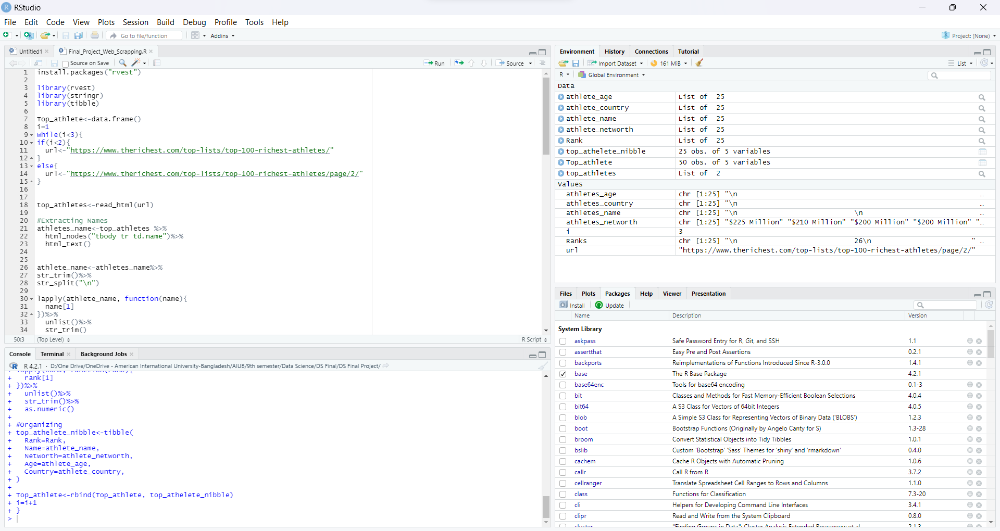 RStudio
File Edit Code View Plots Session Build Debug Profile Tools Help
Go to file/function Addins Project: (None)
Untitled1 Final_Project_Web_Scrapping.R
Source on Save Run Source
1 install.packages("rvest")
2
3 library(rvest)
4 library(stringr)
5 library(tibble)
6
7 Top_athlete<-data.frame()
8 i=1
9 while(i<3){
10 if(i<2){
11 url<-"https://www.therichest.com/top-lists/top-100-richest-athletes/"
12 }
13 else{
14 url<-"https://www.therichest.com/top-lists/top-100-richest-athletes/page/2/"
15 }
16
17
18 top_athletes<-read_html(url)
19
20 #Extracting Names
21 athletes_name<-top_athletes %>%
22 html_nodes("tbody tr td.name")%>%
23 html_text()
24
25
26 athlete_name<-athletes_name%>%
27 str_trim()%>%
28 str_split("\n")
29
30 lapply(athlete_name, function(name){
31 name[1]
32 })%>%
33 unlist()%>%
34 str_trim()
50:3 (Top Level) R Script
Console Terminal Background Jobs
R 4.2.1 · D:/One Drive/OneDrive - American International University-Bangladesh/AIUB/9th semester/Data Science/DS Final/DS Final Project/
+ rank[1]
+ })%>%
+ unlist()%>%
+ str_trim()%>%
+ as.numeric()
+
+ #Organizing
+ top_athelete_nibble<-tibble(
+ Rank=Rank,
+ Name=athlete_name,
+ Networth=athlete_networth,
+ Age=athlete_age,
+ Country=athlete_country,
+ )
+
+ Top_athlete<-rbind(Top_athlete, top_athelete_nibble)
+ i=i+1
+ }
>
Environment History Connections Tutorial
Import Dataset 161 MiB List
R Global Environment
Data
athlete_age List of 25
athlete_country List of 25
athlete_name List of 25
athlete_networth List of 25
Rank List of 25
top_athelete_nibble 25 obs. of 5 variables
Top_athlete 50 obs. of 5 variables
top_athletes List of 2
Values
athletes_age chr [1:25] "\n …
athletes_country chr [1:25] "\n …
athletes_name chr [1:25] "\n \n …
athletes_networth chr [1:25] "$225 Million" "$210 Million" "$200 Million" "$200 Million" "…
i 3
Ranks chr [1:25] "\n 26\n " …
url "https://www.therichest.com/top-lists/top-100-richest-athletes/page/2/"
Files Plots Packages Help Viewer Presentation
Install Update
Name Description Version
System Library
askpass Safe Password Entry for R, Git, and SSH 1.1
assertthat Easy Pre and Post Assertions 0.2.1
backports Reimplementations of Functions Introduced Since R-3.0.0 1.4.1
base The R Base Package 4.2.1
base64enc Tools for base64 encoding 0.1-3
bit Classes and Methods for Fast Memory-Efficient Boolean Selections 4.0.4
bit64 A S3 Class for Vectors of 64bit Integers 4.0.5
blob A Simple S3 Class for Representing Vectors of Binary Data ('BLOBS') 1.2.3
boot Bootstrap Functions (Originally by Angelo Canty for S) 1.3-28
broom Convert Statistical Objects into Tidy Tibbles 1.0.1
bslib Custom 'Bootstrap' 'Sass' Themes for 'shiny' and 'rmarkdown' 0.4.0
cachem Cache R Objects with Automatic Pruning 1.0.6
callr Call R from R 3.7.2
cellranger Translate Spreadsheet Cell Ranges to Rows and Columns 1.1.0
class Functions for Classification 7.3-20
cli Helpers for Developing Command Line Interfaces 3.4.1
clipr Read and Write from the System Clipboard 0.8.0